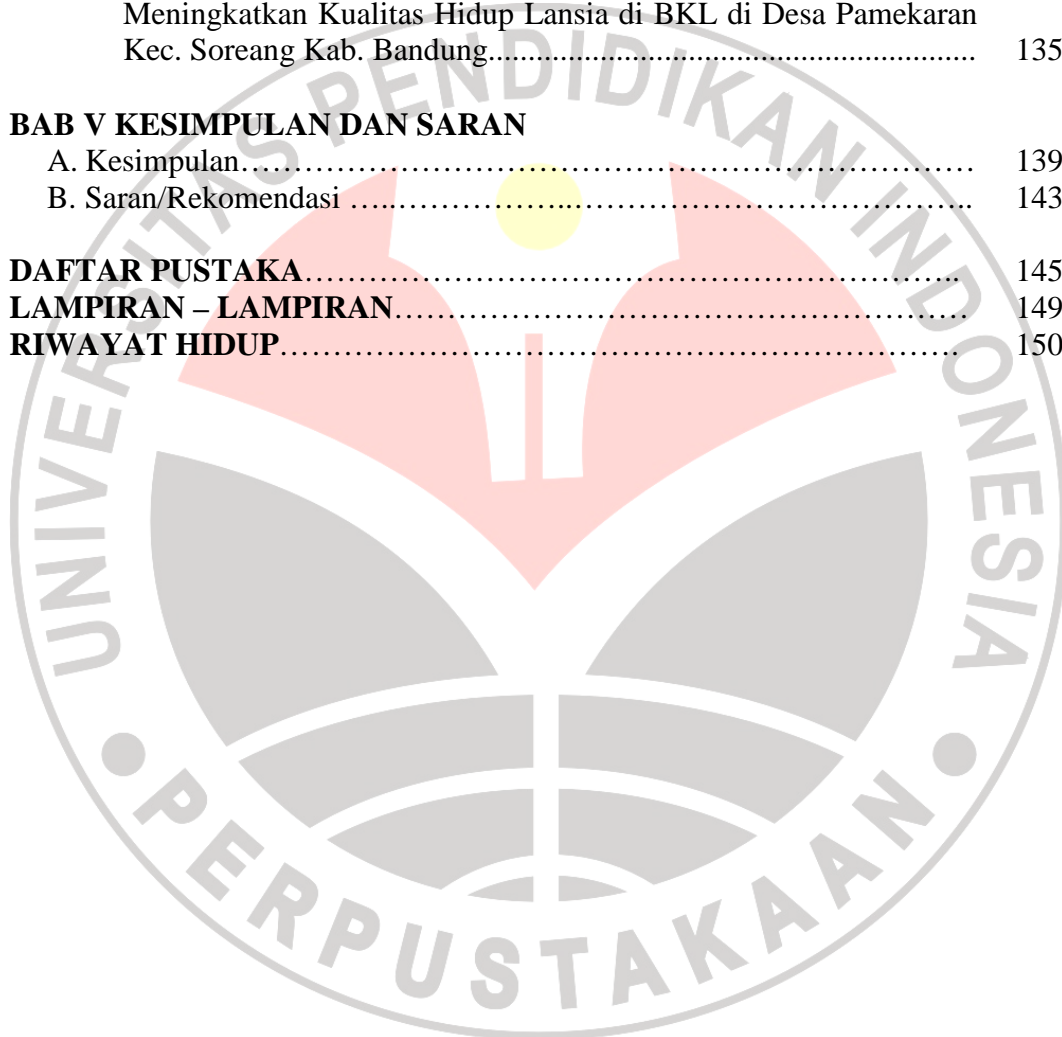 Meningkatkan Kualitas Hidup Lansia di BKL di Desa Pamekaran
Kec. Soreang Kab. Bandung.......................................................................... 135
BAB V KESIMPULAN DAN SARAN
A. Kesimpulan……………………………………………………………… 139
B. Saran/Rekomendasi …..……………..………………………………….. 143
DAFTAR PUSTAKA……………………………………………………….. 145
LAMPIRAN – LAMPIRAN………………………………………………… 149
RIWAYAT HIDUP………………………………………………………….. 150
UNIVERSITAS PENDIDIKAN INDONESIA
PERPUSTAKAAN